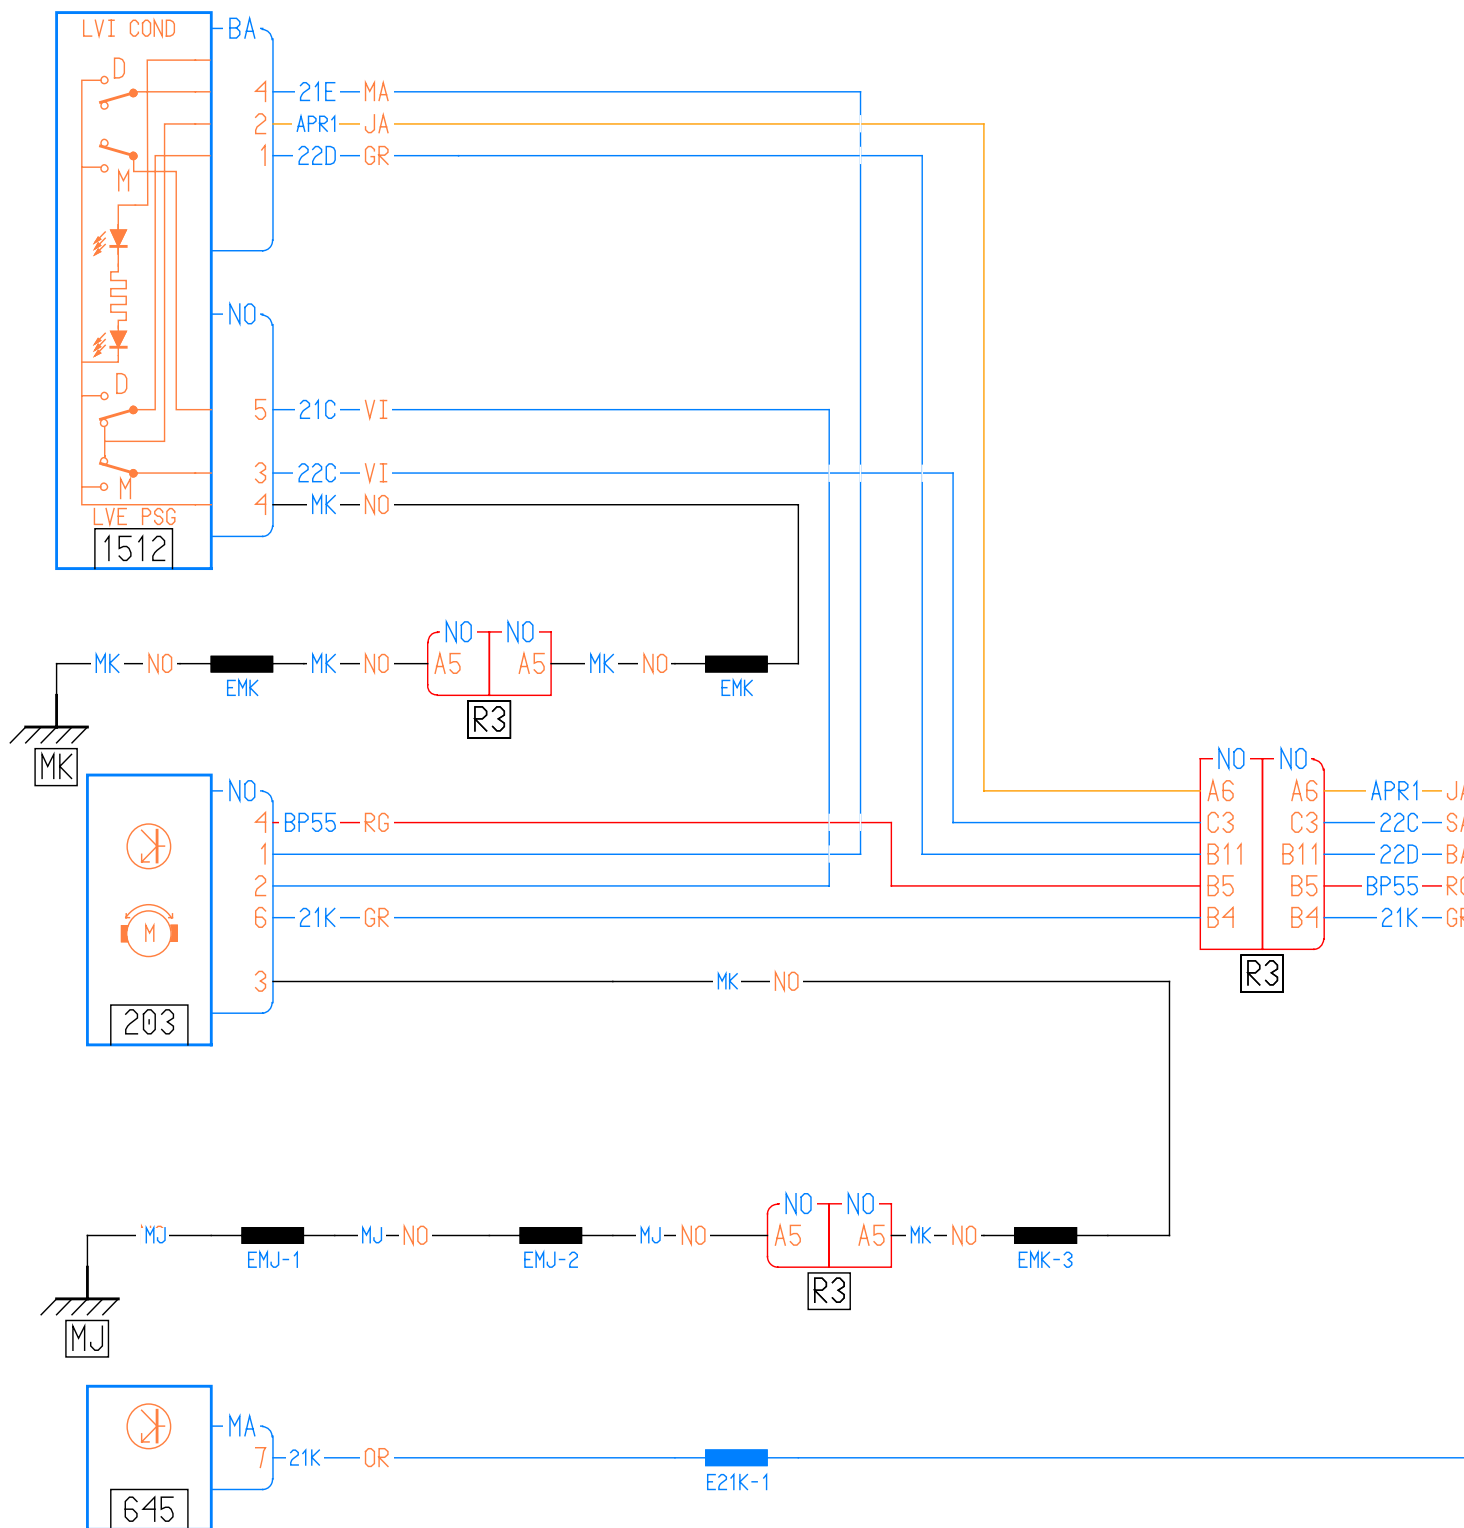 LVI COND
BA
D
4 21E MA
2 APR1 JA
1 22D GR
M
NO
D
5 21C VI
3 22C VI
M
4 MK NO
LVE PSG
1512
NO NO
MK NO MK NO A5 A5 MK NO
EMK EMK
R3
MK
NO NO
NO
A6 A6 APR1
4 BP55 RG C3 C3 22C
1 B11 B11 22D
2 B5 B5 BP55
6 21K GR B4 B4 21K
M
3 MK NO
R3
203
NO NO
MJ MJ NO MJ NO A5 A5 MK NO
EMJ-1 EMJ-2 EMK-3
R3
MJ
MA
7 21K OR
E21K-1
645